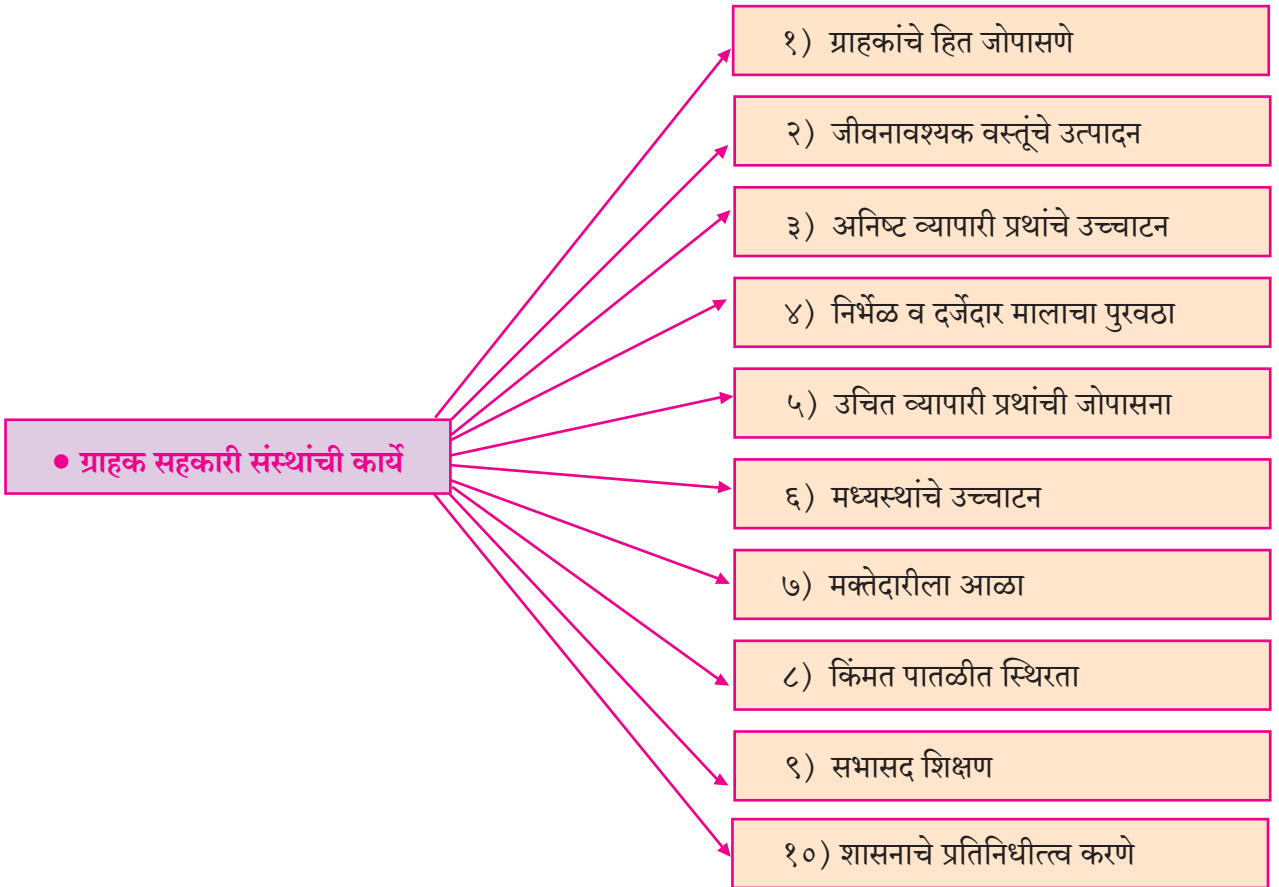 १) ग्राहकांचे हित जोपासणे
२) जीवनावश्यक वस्तूंचे उत्पादन
३) अनिष्ट व्यापारी प्रथांचे उच्चाटन
४) निर्भेळ व दर्जेदार मालाचा पुरवठा
५) उचित व्यापारी प्रथांची जोपासना
• ग्राहक सहकारी संस्थांची कार्ये
६) मध्यस्थांचे उच्चाटन
७) मक्तेदारीला आळा
८) किंमत पातळीत स्थिरता
९) सभासद शिक्षण
१०) शासनाचे प्रतिनिधीत्त्व करणे